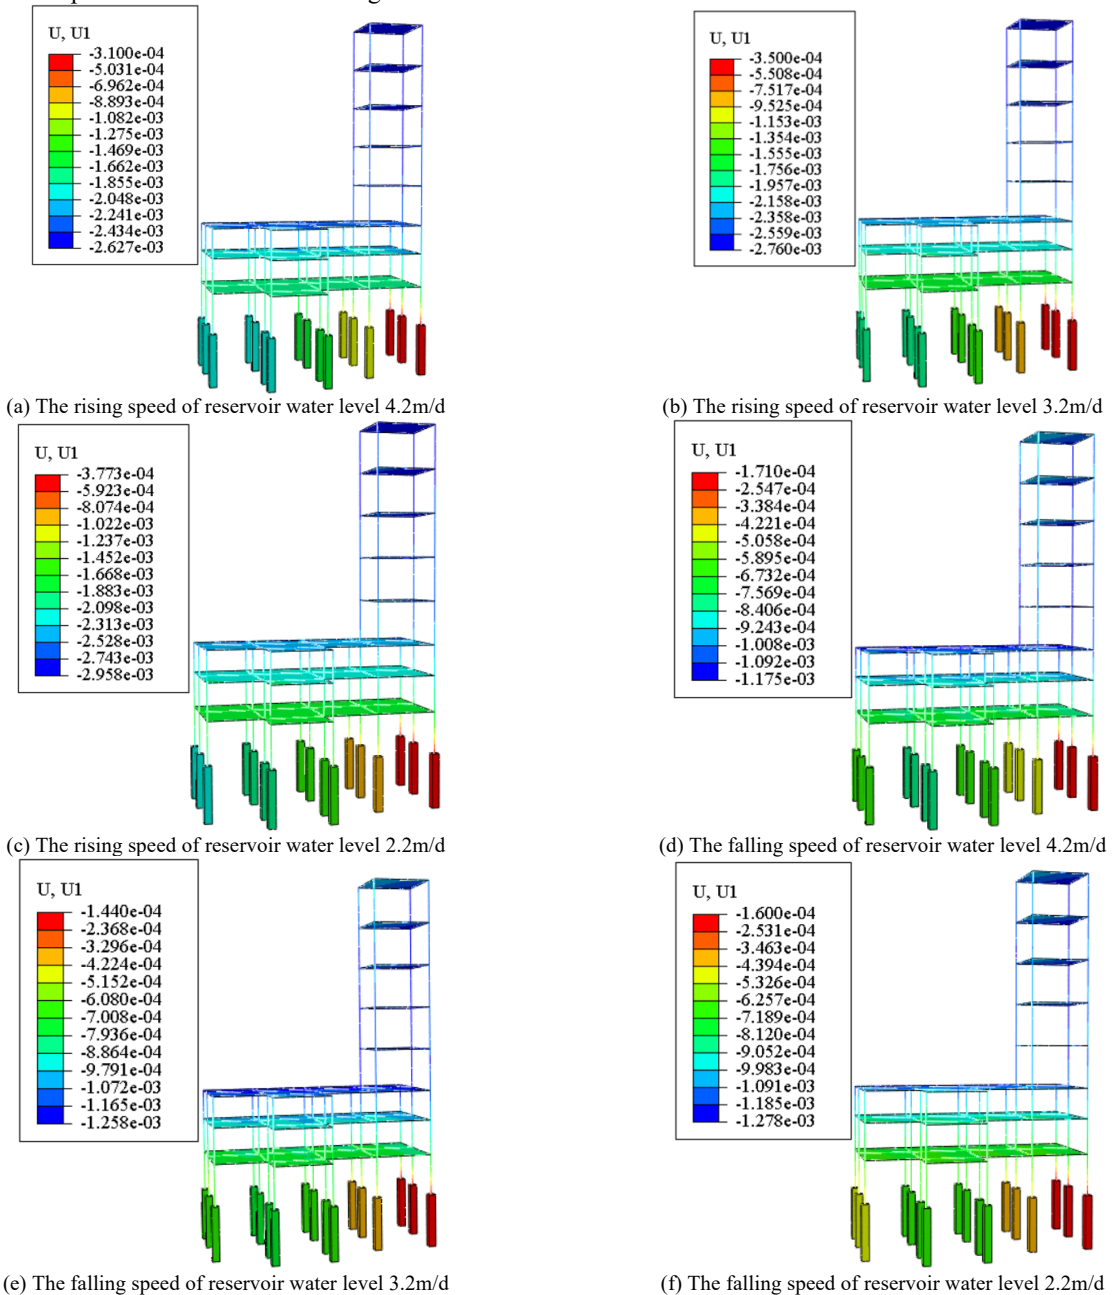 U, U1
-3.100e-04
-5.031e-04
-6.962e-04
-8.893e-04
-1.082e-03
-1.275e-03
-1.469e-03
-1.662e-03
-1.855e-03
-2.048e-03
-2.241e-03
-2.434e-03
-2.627e-03
(a) The rising speed of reservoir water level 4.2m/d
U, U1
-3.500e-04
-5.508e-04
-7.517e-04
-9.525e-04
-1.153e-03
-1.354e-03
-1.555e-03
-1.756e-03
-1.957e-03
-2.158e-03
-2.358e-03
-2.559e-03
-2.760e-03
(b) The rising speed of reservoir water level 3.2m/d
U, U1
-3.773e-04
-5.923e-04
-8.074e-04
-1.022e-03
-1.237e-03
-1.452e-03
-1.668e-03
-1.883e-03
-2.098e-03
-2.313e-03
-2.528e-03
-2.743e-03
-2.958e-03
(c) The rising speed of reservoir water level 2.2m/d
U, U1
-1.710e-04
-2.547e-04
-3.384e-04
-4.221e-04
-5.058e-04
-5.895e-04
-6.732e-04
-7.569e-04
-8.406e-04
-9.243e-04
-1.008e-03
-1.092e-03
-1.175e-03
(d) The falling speed of reservoir water level 4.2m/d
U, U1
-1.440e-04
-2.368e-04
-3.296e-04
-4.224e-04
-5.152e-04
-6.080e-04
-7.008e-04
-7.936e-04
-8.864e-04
-9.791e-04
-1.072e-03
-1.165e-03
-1.258e-03
(e) The falling speed of reservoir water level 3.2m/d
U, U1
-1.600e-04
-2.531e-04
-3.463e-04
-4.394e-04
-5.326e-04
-6.257e-04
-7.189e-04
-8.120e-04
-9.052e-04
-9.983e-04
-1.091e-03
-1.185e-03
-1.278e-03
(f) The falling speed of reservoir water level 2.2m/d